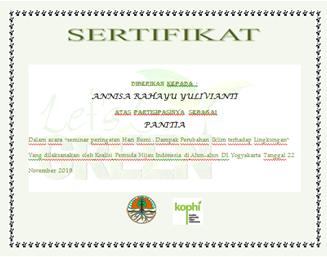 SERTIFIKAT
DIBERIKAN KEPADA :
ANNISA RAHAYU YULIVIANTI
ATAS PARTISIPASINYA SEBAGAI
PANITIA
Dalam acara "seminar peringatan Hari Bumi : Dampak Perubahan Iklim terhadap Lingkungan"
Yang dilaksanakan oleh Koalisi Pemuda Hijau Indonesia di Alun-alun DI. Yogyakarta Tanggal 22
November 2019
Let's
GREEN
kophi